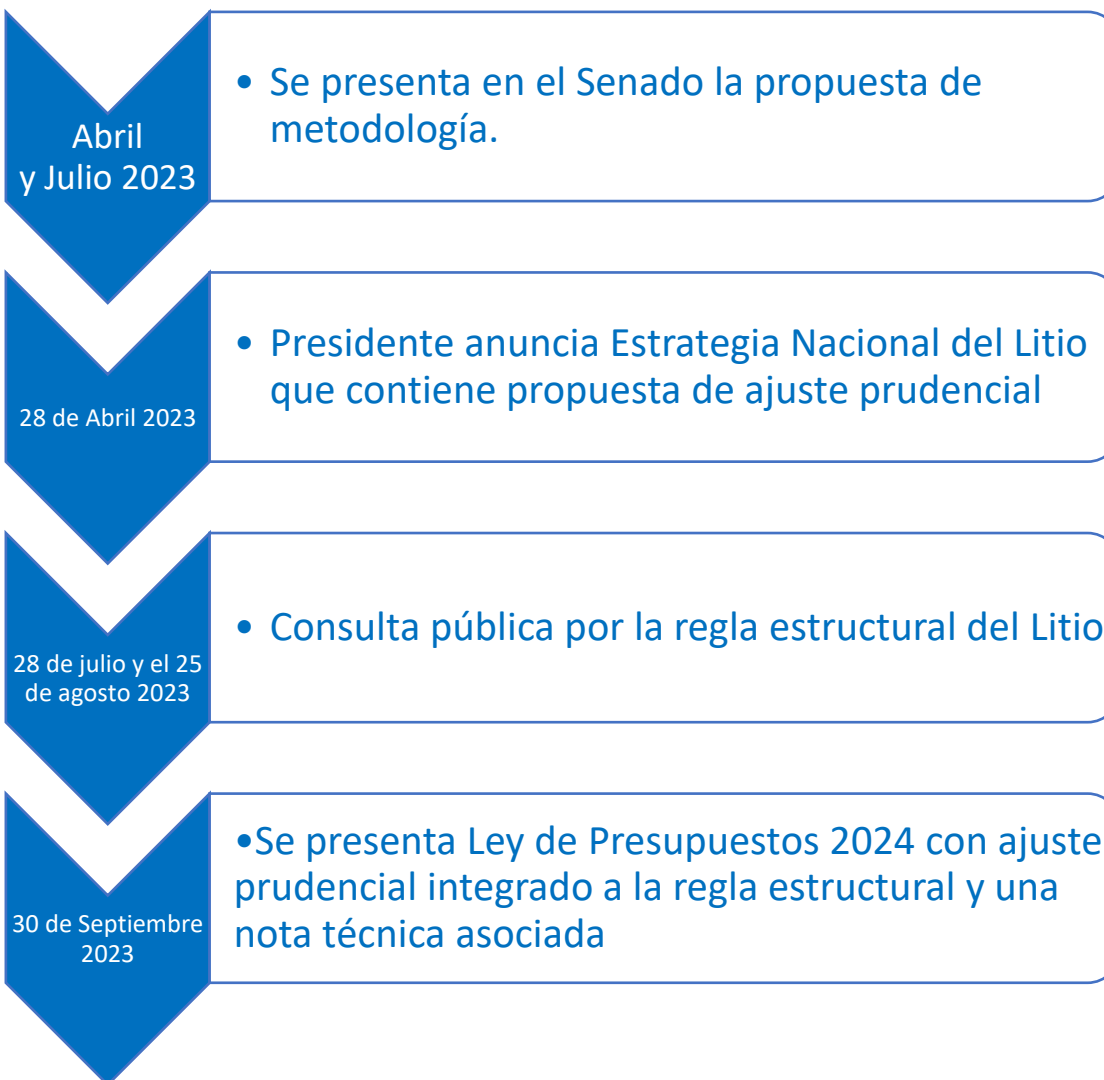 Abril
y Julio 2023
• Se presenta en el Senado la propuesta de
metodología.
28 de Abril 2023
• Presidente anuncia Estrategia Nacional del Litio
que contiene propuesta de ajuste prudencial
28 de julio y el 25
de agosto 2023
• Consulta pública por la regla estructural del Litio
30 de Septiembre
2023
•Se presenta Ley de Presupuestos 2024 con ajuste
prudencial integrado a la regla estructural y una
nota técnica asociada